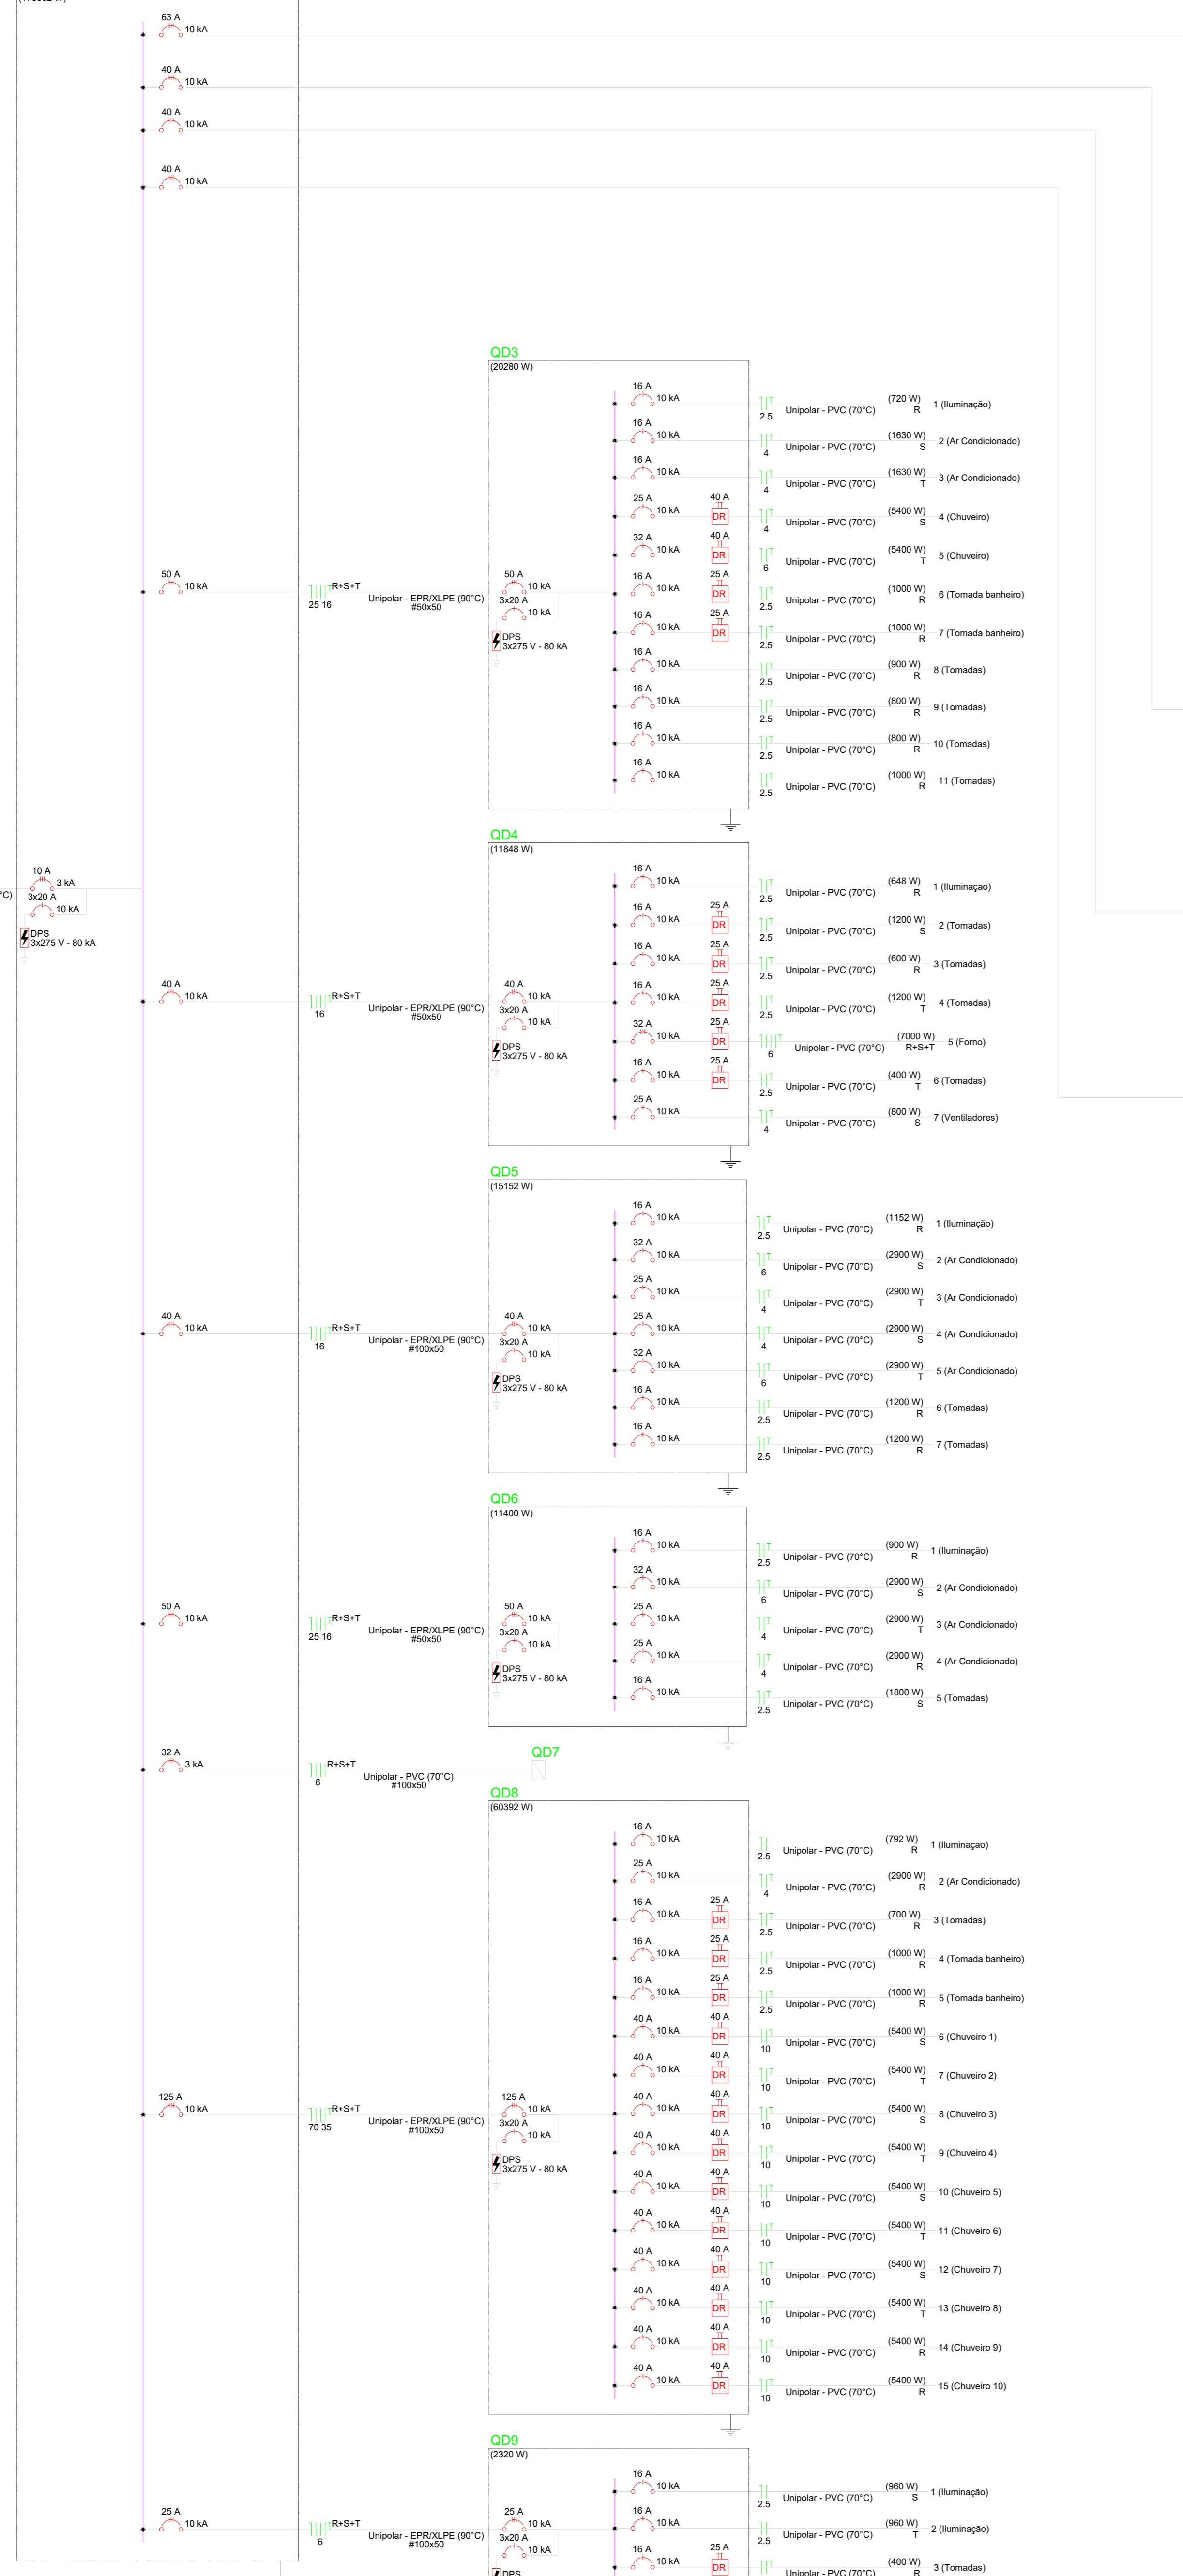 63 A
10 kA
40 A
10 kA
40 A
10 kA
40 A
10 kA
50 A
10 kA
R+S+T
25 16
Unipolar - EPR/XLPE (90°C)
#50x50
QD3
(20280 W)
50 A
10 kA
3x20 A
10 kA
DPS
3x275 V - 80 kA
16 A 10 kA 2.5 Unipolar - PVC (70°C) (720 W) R 1 (Iluminação)
16 A 10 kA 4 Unipolar - PVC (70°C) (1630 W) S 2 (Ar Condicionado)
16 A 10 kA 4 Unipolar - PVC (70°C) (1630 W) T 3 (Ar Condicionado)
25 A 10 kA 40 A DR 4 Unipolar - PVC (70°C) (5400 W) S 4 (Chuveiro)
32 A 10 kA 40 A DR 6 Unipolar - PVC (70°C) (5400 W) T 5 (Chuveiro)
16 A 10 kA 25 A DR 2.5 Unipolar - PVC (70°C) (1000 W) R 6 (Tomada banheiro)
16 A 10 kA 25 A DR 2.5 Unipolar - PVC (70°C) (1000 W) R 7 (Tomada banheiro)
16 A 10 kA 2.5 Unipolar - PVC (70°C) (900 W) R 8 (Tomadas)
16 A 10 kA 2.5 Unipolar - PVC (70°C) (800 W) R 9 (Tomadas)
16 A 10 kA 2.5 Unipolar - PVC (70°C) (800 W) R 10 (Tomadas)
16 A 10 kA 2.5 Unipolar - PVC (70°C) (1000 W) R 11 (Tomadas)
°C)
10 A
3 kA
3x20 A
10 kA
DPS
3x275 V - 80 kA
40 A
10 kA
R+S+T
16
Unipolar - EPR/XLPE (90°C)
#50x50
QD4
(11848 W)
40 A
10 kA
3x20 A
10 kA
DPS
3x275 V - 80 kA
16 A 10 kA 2.5 Unipolar - PVC (70°C) (648 W) R 1 (Iluminação)
16 A 10 kA 25 A DR 2.5 Unipolar - PVC (70°C) (1200 W) S 2 (Tomadas)
16 A 10 kA 25 A DR 2.5 Unipolar - PVC (70°C) (600 W) R 3 (Tomadas)
16 A 10 kA 25 A DR 2.5 Unipolar - PVC (70°C) (1200 W) T 4 (Tomadas)
32 A 10 kA 25 A DR 6 Unipolar - PVC (70°C) (7000 W) R+S+T 5 (Forno)
16 A 10 kA 25 A DR 2.5 Unipolar - PVC (70°C) (400 W) T 6 (Tomadas)
25 A 10 kA 4 Unipolar - PVC (70°C) (800 W) S 7 (Ventiladores)
40 A
10 kA
R+S+T
16
Unipolar - EPR/XLPE (90°C)
#100x50
QD5
(15152 W)
40 A
10 kA
3x20 A
10 kA
DPS
3x275 V - 80 kA
16 A 10 kA 2.5 Unipolar - PVC (70°C) (1152 W) R 1 (Iluminação)
32 A 10 kA 6 Unipolar - PVC (70°C) (2900 W) S 2 (Ar Condicionado)
25 A 10 kA 4 Unipolar - PVC (70°C) (2900 W) T 3 (Ar Condicionado)
25 A 10 kA 4 Unipolar - PVC (70°C) (2900 W) S 4 (Ar Condicionado)
32 A 10 kA 6 Unipolar - PVC (70°C) (2900 W) T 5 (Ar Condicionado)
16 A 10 kA 2.5 Unipolar - PVC (70°C) (1200 W) R 6 (Tomadas)
16 A 10 kA 2.5 Unipolar - PVC (70°C) (1200 W) R 7 (Tomadas)
50 A
10 kA
R+S+T
25 16
Unipolar - EPR/XLPE (90°C)
#50x50
QD6
(11400 W)
50 A
10 kA
3x20 A
10 kA
DPS
3x275 V - 80 kA
16 A 10 kA 2.5 Unipolar - PVC (70°C) (900 W) R 1 (Iluminação)
32 A 10 kA 6 Unipolar - PVC (70°C) (2900 W) S 2 (Ar Condicionado)
25 A 10 kA 4 Unipolar - PVC (70°C) (2900 W) T 3 (Ar Condicionado)
25 A 10 kA 4 Unipolar - PVC (70°C) (2900 W) R 4 (Ar Condicionado)
16 A 10 kA 2.5 Unipolar - PVC (70°C) (1800 W) S 5 (Tomadas)
32 A
3 kA
R+S+T
6
Unipolar - PVC (70°C)
#100x50
QD7
125 A
10 kA
R+S+T
70 35
Unipolar - EPR/XLPE (90°C)
#100x50
QD8
(60392 W)
125 A
10 kA
3x20 A
10 kA
DPS
3x275 V - 80 kA
16 A 10 kA 2.5 Unipolar - PVC (70°C) (792 W) R 1 (Iluminação)
25 A 10 kA 4 Unipolar - PVC (70°C) (2900 W) R 2 (Ar Condicionado)
16 A 10 kA 25 A DR 2.5 Unipolar - PVC (70°C) (700 W) R 3 (Tomadas)
16 A 10 kA 25 A DR 2.5 Unipolar - PVC (70°C) (1000 W) R 4 (Tomada banheiro)
16 A 10 kA 25 A DR 2.5 Unipolar - PVC (70°C) (1000 W) R 5 (Tomada banheiro)
40 A 10 kA 40 A DR 10 Unipolar - PVC (70°C) (5400 W) S 6 (Chuveiro 1)
40 A 10 kA 40 A DR 10 Unipolar - PVC (70°C) (5400 W) T 7 (Chuveiro 2)
40 A 10 kA 40 A DR 10 Unipolar - PVC (70°C) (5400 W) S 8 (Chuveiro 3)
40 A 10 kA 40 A DR 10 Unipolar - PVC (70°C) (5400 W) T 9 (Chuveiro 4)
40 A 10 kA 40 A DR 10 Unipolar - PVC (70°C) (5400 W) S 10 (Chuveiro 5)
40 A 10 kA 40 A DR 10 Unipolar - PVC (70°C) (5400 W) T 11 (Chuveiro 6)
40 A 10 kA 40 A DR 10 Unipolar - PVC (70°C) (5400 W) S 12 (Chuveiro 7)
40 A 10 kA 40 A DR 10 Unipolar - PVC (70°C) (5400 W) T 13 (Chuveiro 8)
40 A 10 kA 40 A DR 10 Unipolar - PVC (70°C) (5400 W) R 14 (Chuveiro 9)
40 A 10 kA 40 A DR 10 Unipolar - PVC (70°C) (5400 W) R 15 (Chuveiro 10)
25 A
10 kA
R+S+T
6
Unipolar - EPR/XLPE (90°C)
#100x50
QD9
(2320 W)
25 A
10 kA
3x20 A
10 kA
DPS
16 A 10 kA 2.5 Unipolar - PVC (70°C) (960 W) S 1 (Iluminação)
16 A 10 kA 2.5 Unipolar - PVC (70°C) (960 W) T 2 (Iluminação)
16 A 10 kA 25 A DR Unipolar - PVC (70°C) (400 W) R 3 (Tomadas)